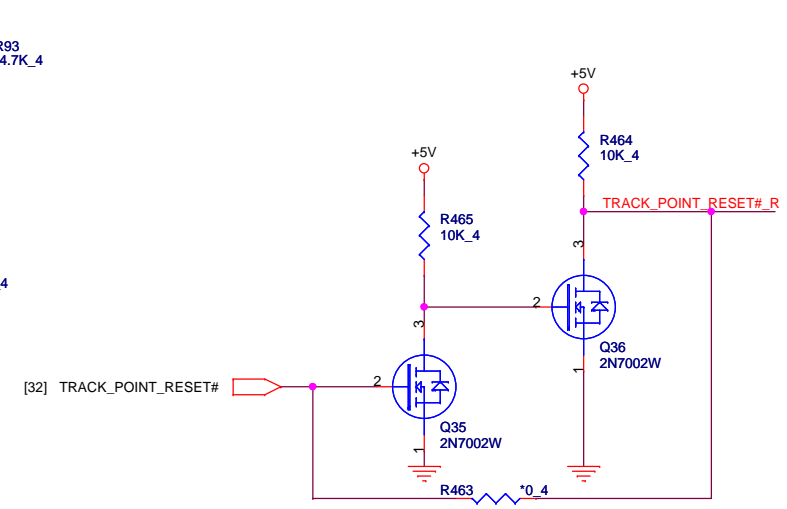 R93
4.7K_4
+5V
R464
10K_4
+5V
TRACK_POINT_RESET#_R
R465
10K_4
3
4
2
3
Q36
2N7002W
1
[32] TRACK_POINT_RESET#
2
Q35
2N7002W
1
R463 *0_4